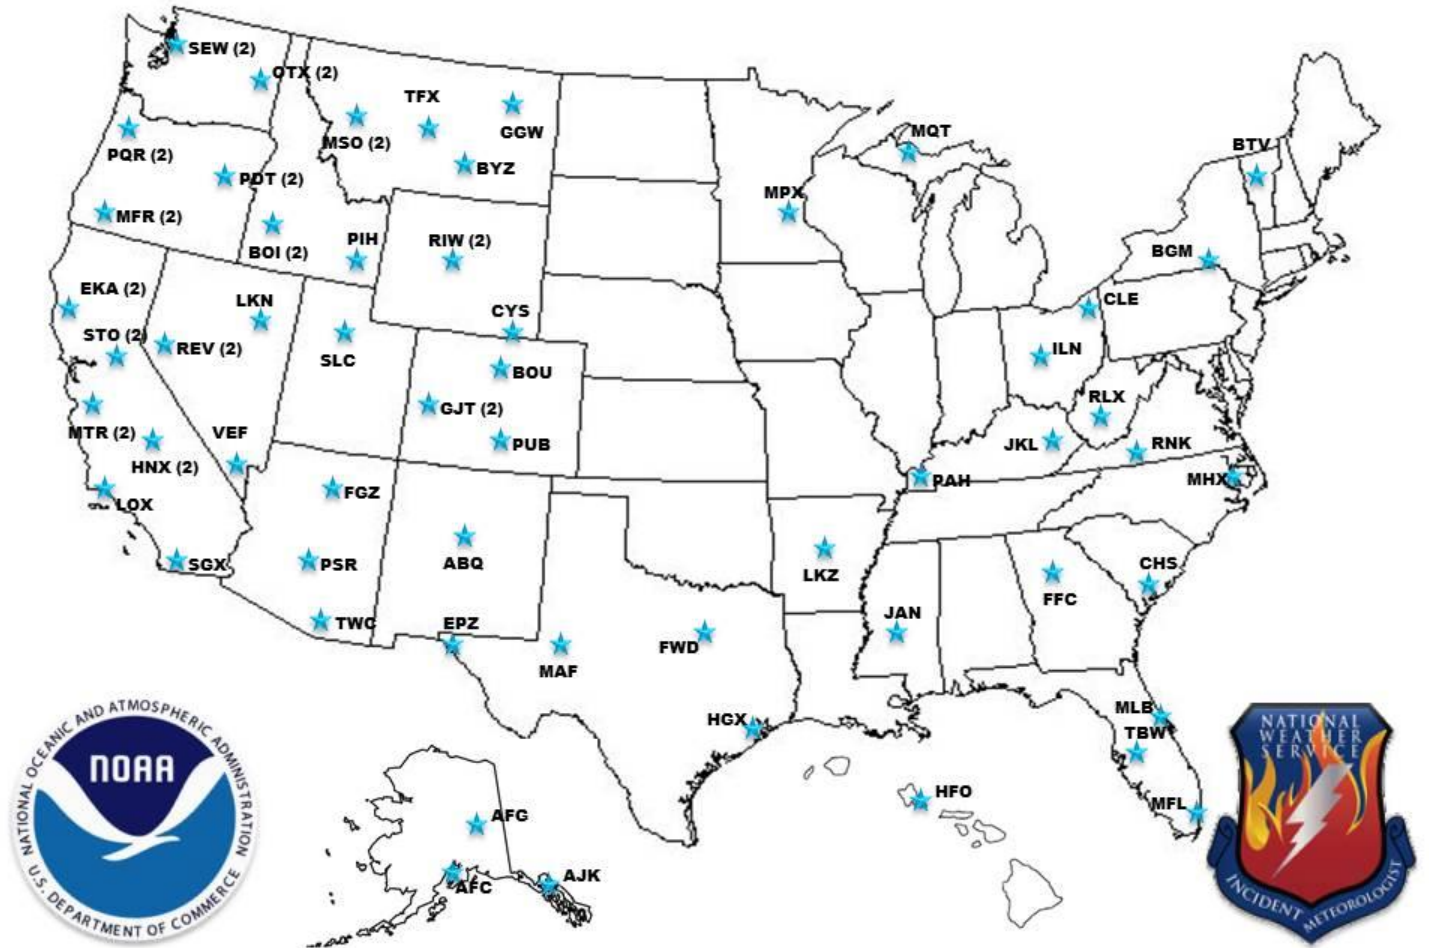 SEW (2)
OTX (2)
TFX
GGW
MSO (2)
BYZ
PQR (2)
PDT (2)
MFR (2)
BOI (2)
PIH
RIW (2)
MQT
MPX
BTV
BGM
EKA (2)
LKN
CYS
CLE
STO (2)
REV (2)
SLC
BOU
ILN
GJT (2)
RLX
MTR (2)
VEF
PUB
JKL
RNK
HNX (2)
FGZ
PAH
MHX
LOX
SGX
PSR
ABQ
LKZ
CHS
FFC
TWC
EPZ
JAN
MAF
FWD
HGX
MLB
TBW
HFO
MFL
AFG
AFC
AJK
NATIONAL OCEANIC AND ATMOSPHERIC ADMINISTRATION
NOAA
U.S. DEPARTMENT OF COMMERCE
NATIONAL
WEATHER
SERVICE
INCIDENT METEOROLOGIST